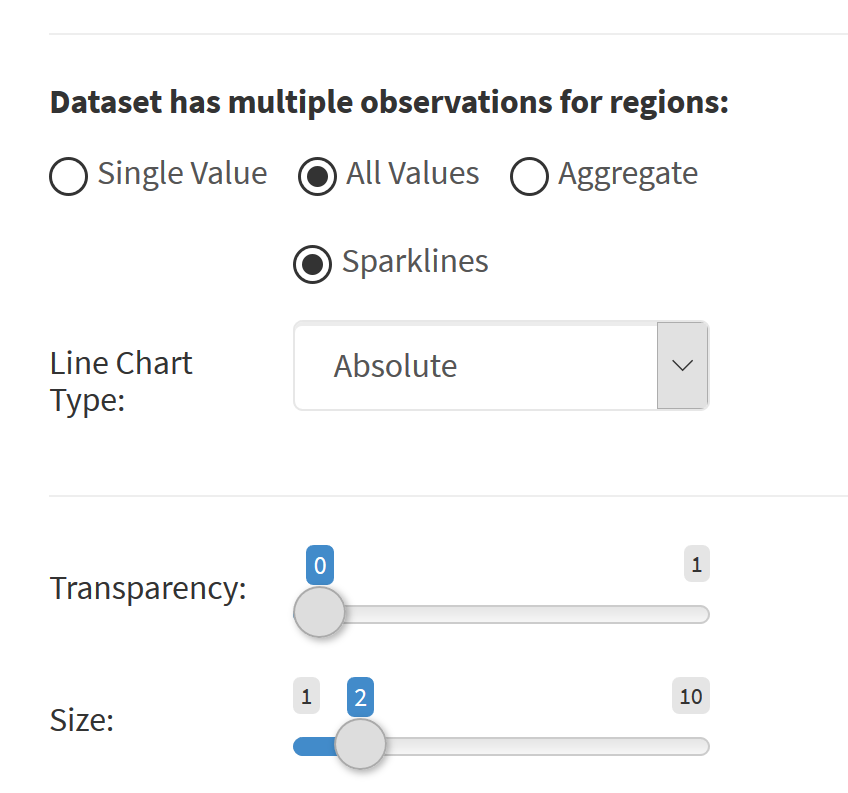 Dataset has multiple observations for regions:
Single Value All Values Aggregate
Sparklines
Line Chart
Type:
Absolute
0 1
Transparency:
1 2 10
Size: